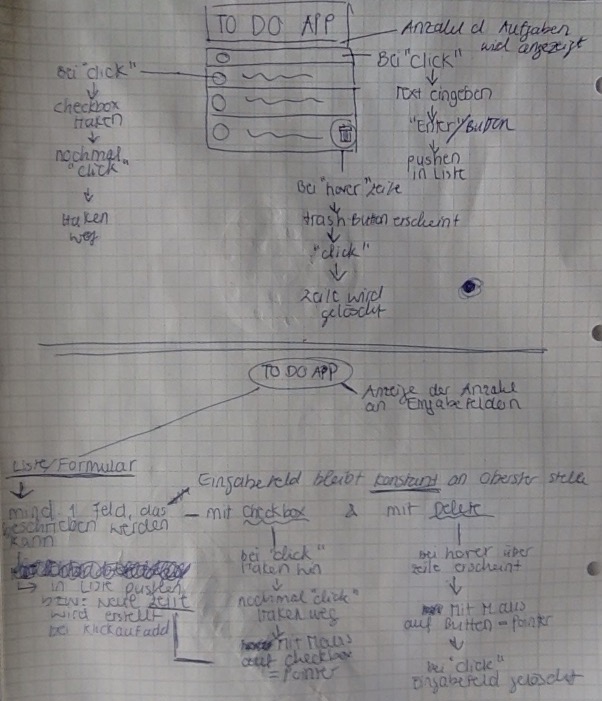 TO DO APP
Anzahl d Aufgaben
wird angezeigt
Bei "click"
↓
Text eingeben
↓
"Enter"/Button
↓
pushen
in Liste
Bei "click"
↓
checkbox
Haken
↓
nochmal
"click"
↓
Haken
weg
Bei "hover" Zeile
↓
trash Button erscheint
↓
"click"
↓
Zeile wird
gelöscht
TO DO APP
Anzeige der Anzahl
an Eingabefeldern
Liste/Formular
↓
mind 1 Feld, das
beschrieben werden
kann
↳ in Liste pushen
bzw. neue Zeile
wird erstellt
bei Klick auf add
Eingabefeld bleibt konstant an oberster stelle
mit Checkbox & mit Delete
bei "click"
Haken hin
↓
nochmal "click"
Haken weg
↓
Mit Maus
auf checkbox
= pointer
bei hover über
zeile erscheint
↓
Mit Maus
auf Button = pointer
↓
bei "click"
Eingabefeld gelöscht